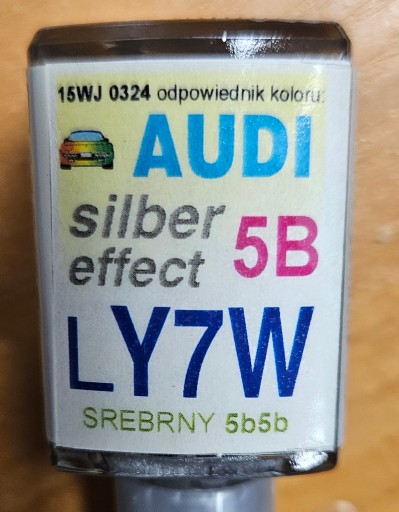 15WJ 0324 odpowiednik koloru:
AUDI
silber
effect 5B
LY7W
SREBRNY 5b5b